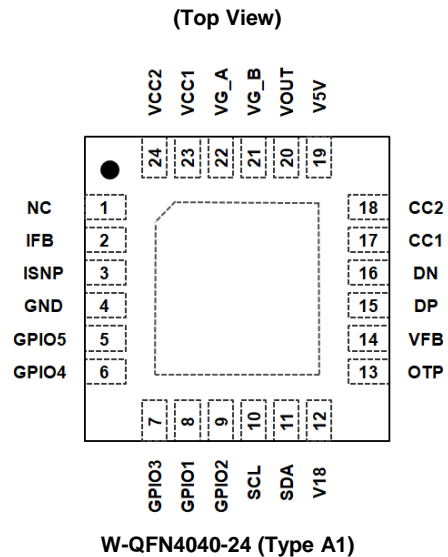 (Top View)
VCC2 VCC1 VG_A VG_B VOUT V5V
24 23 22 21 20 19
NC 1 18 CC2
IFB 2 17 CC1
ISNP 3 16 DN
GND 4 15 DP
GPIO5 5 14 VFB
GPIO4 6 13 OTP
7 8 9 10 11 12
GPIO3 GPIO1 GPIO2 SCL SDA V18
W-QFN4040-24 (Type A1)